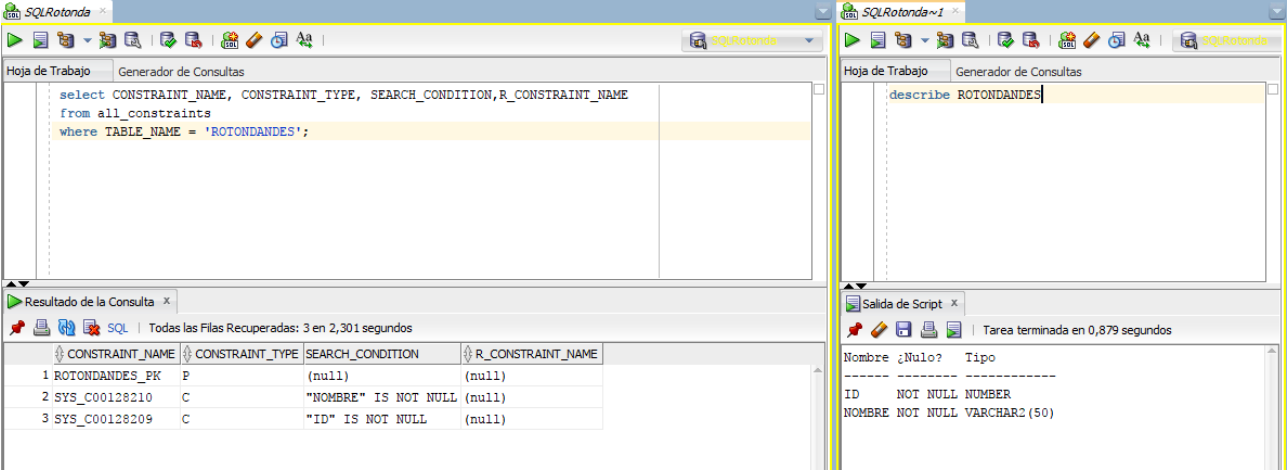 SQLRotonda
SQLRotonda
Hoja de Trabajo Generador de Consultas
select CONSTRAINT_NAME, CONSTRAINT_TYPE, SEARCH_CONDITION,R_CONSTRAINT_NAME
from all_constraints
where TABLE_NAME = 'ROTONDANDES';
Resultado de la Consulta x
SQL | Todas las Filas Recuperadas: 3 en 2,301 segundos
CONSTRAINT_NAME CONSTRAINT_TYPE SEARCH_CONDITION R_CONSTRAINT_NAME
1 ROTONDANDES_PK P (null) (null)
2 SYS_C00128210 C "NOMBRE" IS NOT NULL (null)
3 SYS_C00128209 C "ID" IS NOT NULL (null)
SQLRotonda~1
SQLRotonda
Hoja de Trabajo Generador de Consultas
describe ROTONDANDES
Salida de Script x
Tarea terminada en 0,879 segundos
Nombre ¿Nulo? Tipo
------ -------- ------------
ID NOT NULL NUMBER
NOMBRE NOT NULL VARCHAR2(50)